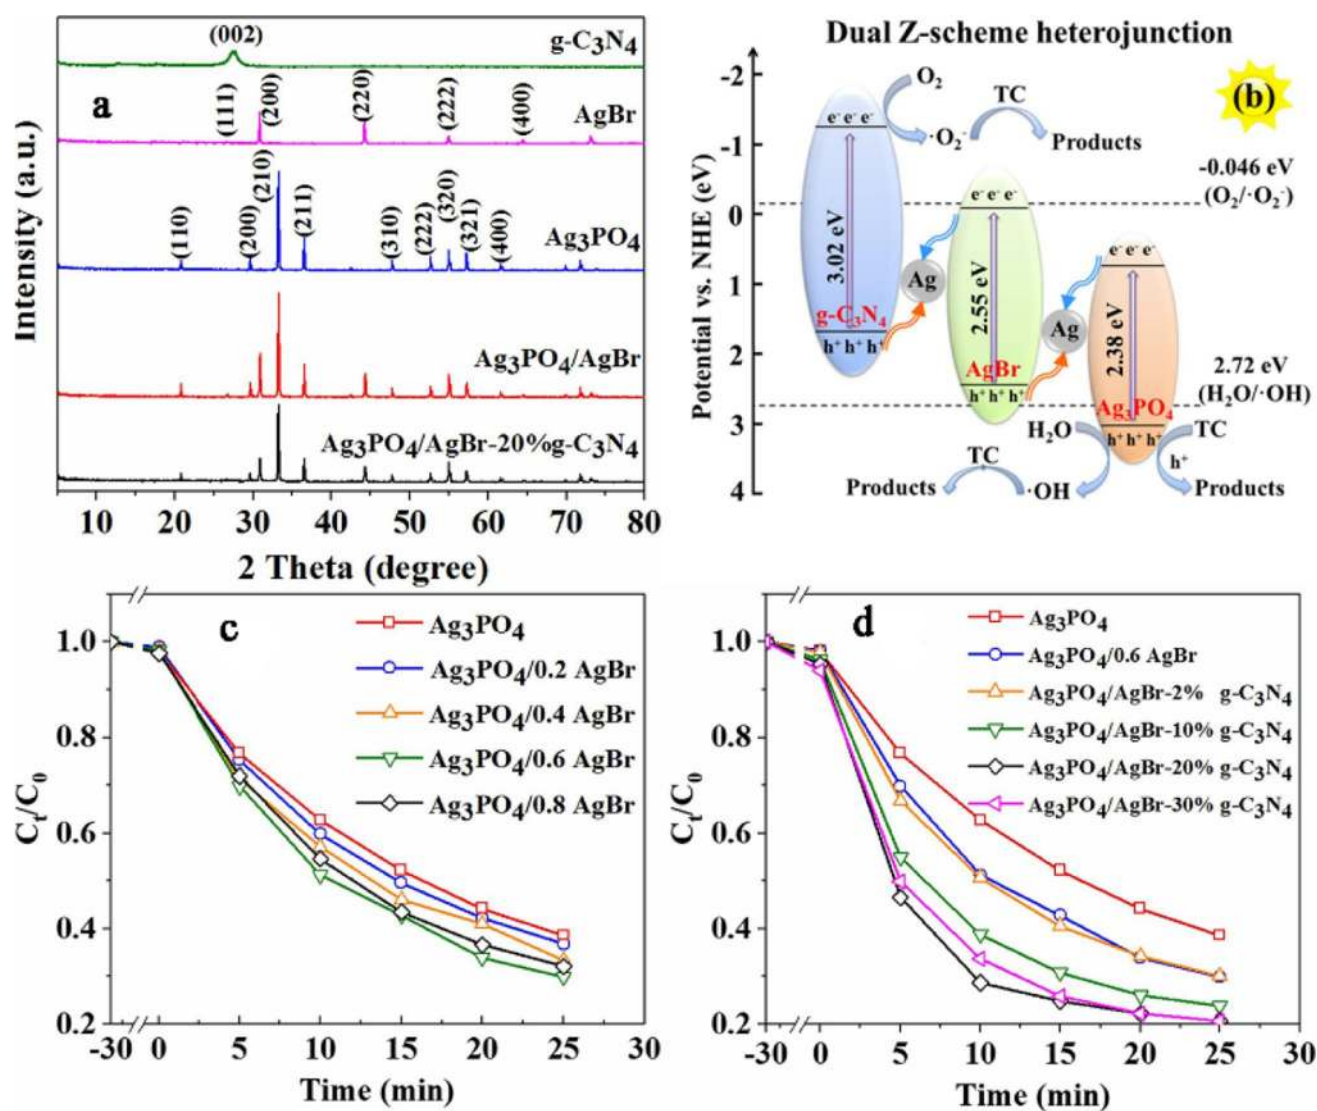 a
g-C₃N₄
(002)
AgBr
(111)
(200)
(220)
(222)
(400)
Ag₃PO₄
(110)
(200)
(210)
(211)
(310)
(222)
(320)
(321)
(400)
Ag₃PO₄/AgBr
Ag₃PO₄/AgBr-20%g-C₃N₄
Intensity (a.u.)
10 20 30 40 50 60 70 80
2 Theta (degree)
Dual Z-scheme heterojunction
(b)
Potential vs. NHE (eV)
-2
-1
0
1
2
3
4
O₂
·O₂⁻
TC
Products
e⁻ e⁻ e⁻
3.02 eV
g-C₃N₄
h⁺ h⁺ h⁺
Ag
e⁻ e⁻ e⁻
2.55 eV
AgBr
h⁺ h⁺ h⁺
Ag
e⁻ e⁻ e⁻
2.38 eV
Ag₃PO₄
h⁺ h⁺ h⁺
-0.046 eV
(O₂/·O₂⁻)
2.72 eV
(H₂O/·OH)
H₂O
TC
h⁺
Products
·OH
TC
Products
c
Ag₃PO₄
Ag₃PO₄/0.2 AgBr
Ag₃PO₄/0.4 AgBr
Ag₃PO₄/0.6 AgBr
Ag₃PO₄/0.8 AgBr
Cₜ/C₀
1.0
0.8
0.6
0.4
0.2
-30 0 5 10 15 20 25 30
Time (min)
d
Ag₃PO₄
Ag₃PO₄/0.6 AgBr
Ag₃PO₄/AgBr-2% g-C₃N₄
Ag₃PO₄/AgBr-10% g-C₃N₄
Ag₃PO₄/AgBr-20% g-C₃N₄
Ag₃PO₄/AgBr-30% g-C₃N₄
Cₜ/C₀
1.0
0.8
0.6
0.4
0.2
-30 0 5 10 15 20 25 30
Time (min)